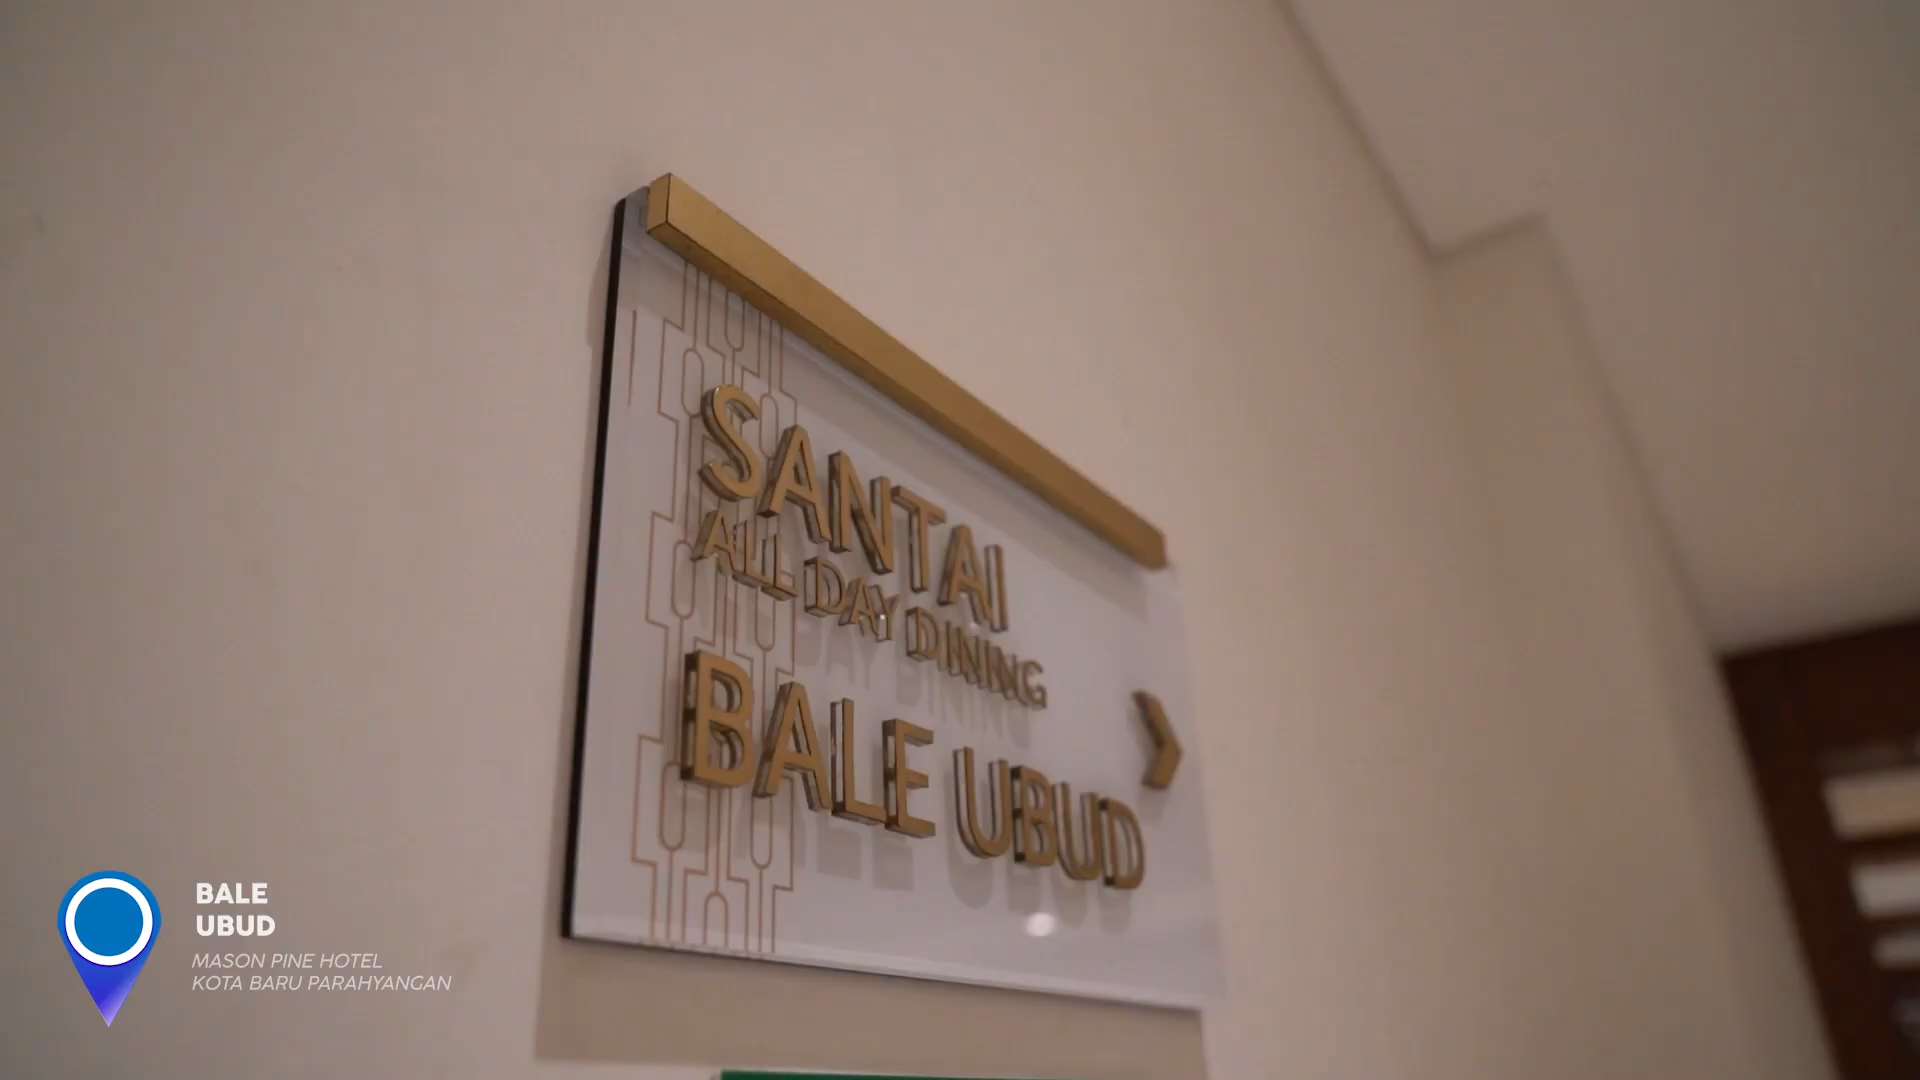 SANTAI
ALL DAY DINING
BALE UBUD
BALE
UBUD
MASON PINE HOTEL
KOTA BARU PARAHYANGAN